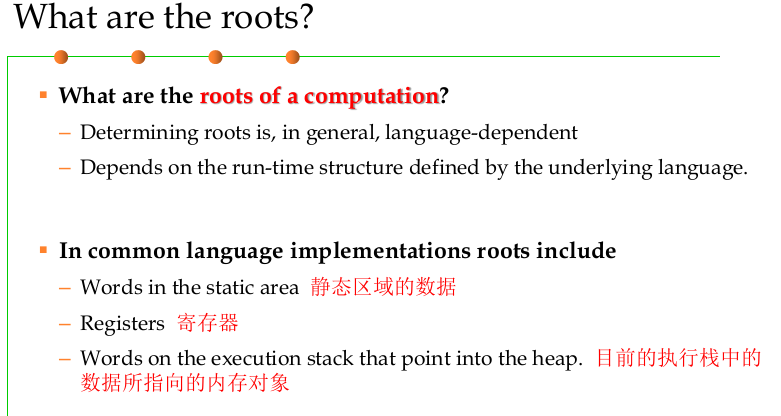 What are the roots?
What are the roots of a computation?
Determining roots is, in general, language-dependent
Depends on the run-time structure defined by the underlying language.
In common language implementations roots include
Words in the static area 静态区域的数据
Registers 寄存器
Words on the execution stack that point into the heap. 目前的执行栈中的
数据所指向的内存对象